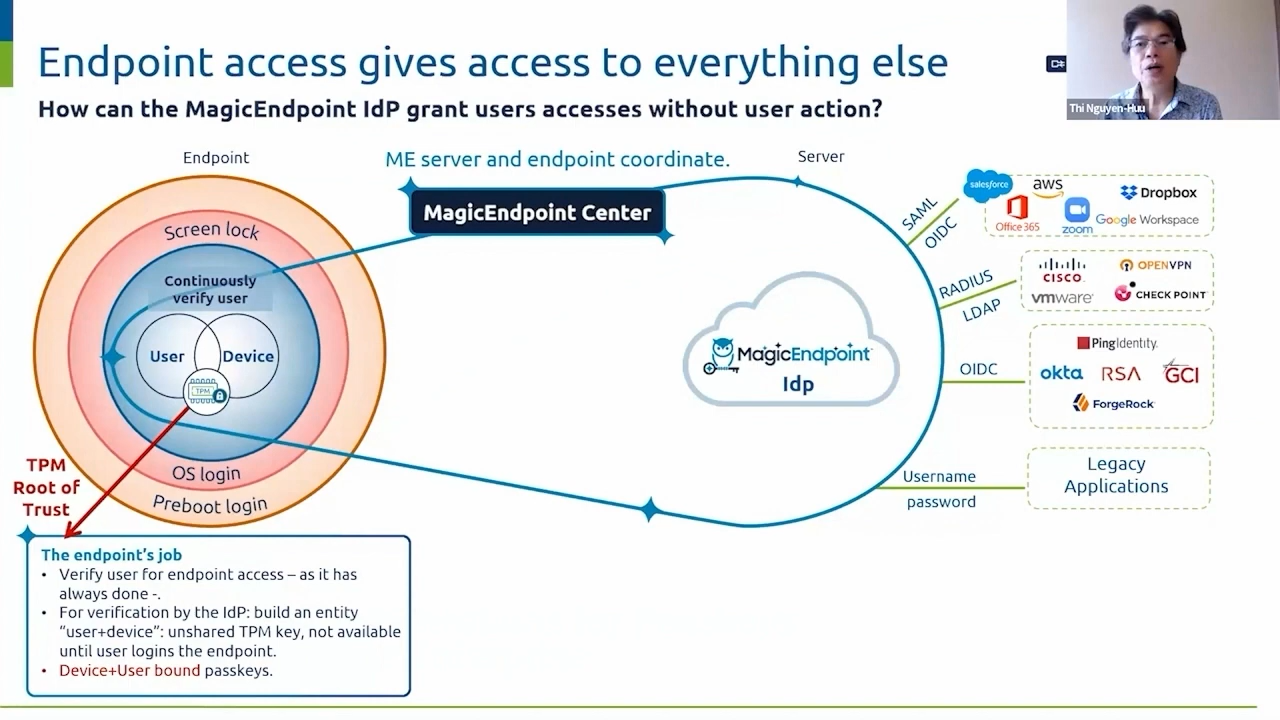 Endpoint access gives access to everything else
Thi Nguyen-Huu
How can the MagicEndpoint IdP grant users accesses without user action?
Endpoint
ME server and endpoint coordinate.
Server
MagicEndpoint Center
Screen lock
Continuously
verify user
User
Device
TPM
OS login
Preboot login
TPM
Root of
Trust
The endpoint's job
• Verify user for endpoint access – as it has
always done -.
• For verification by the IdP: build an entity
“user+device”: unshared TPM key, not available
until user logins the endpoint.
• Device+User bound passkeys.
MagicEndpoint
Idp
SAML
OIDC
salesforce
aws
Dropbox
Office 365
zoom
Google Workspace
RADIUS
LDAP
CISCO
OPENVPN
vmware
CHECK POINT
OIDC
PingIdentity.
okta
RSA
GCI
ForgeRock
Username
password
Legacy
Applications